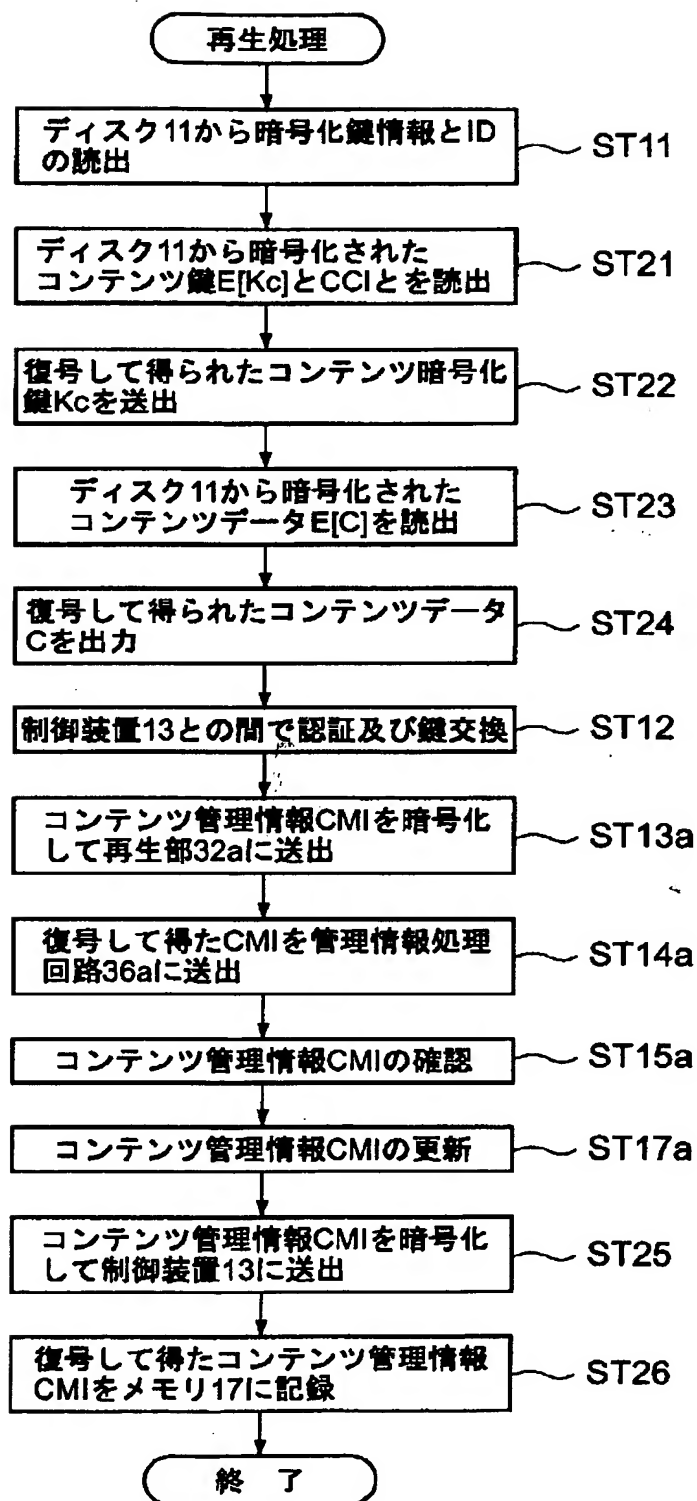 再生処理
ディスク11から暗号化鍵情報とID
の読出
ST11
ディスク11から暗号化された
コンテンツ鍵E[Kc]とCCIとを読出
ST21
復号して得られたコンテンツ暗号化
鍵Kcを送出
ST22
ディスク11から暗号化された
コンテンツデータE[C]を読出
ST23
復号して得られたコンテンツデータ
Cを出力
ST24
制御装置13との間で認証及び鍵交換
ST12
コンテンツ管理情報CMIを暗号化
して再生部32aに送出
ST13a
復号して得たCMIを管理情報処理
回路36aに送出
ST14a
コンテンツ管理情報CMIの確認
ST15a
コンテンツ管理情報CMIの更新
ST17a
コンテンツ管理情報CMIを暗号化
して制御装置13に送出
ST25
復号して得たコンテンツ管理情報
CMIをメモリ17に記録
ST26
終 了